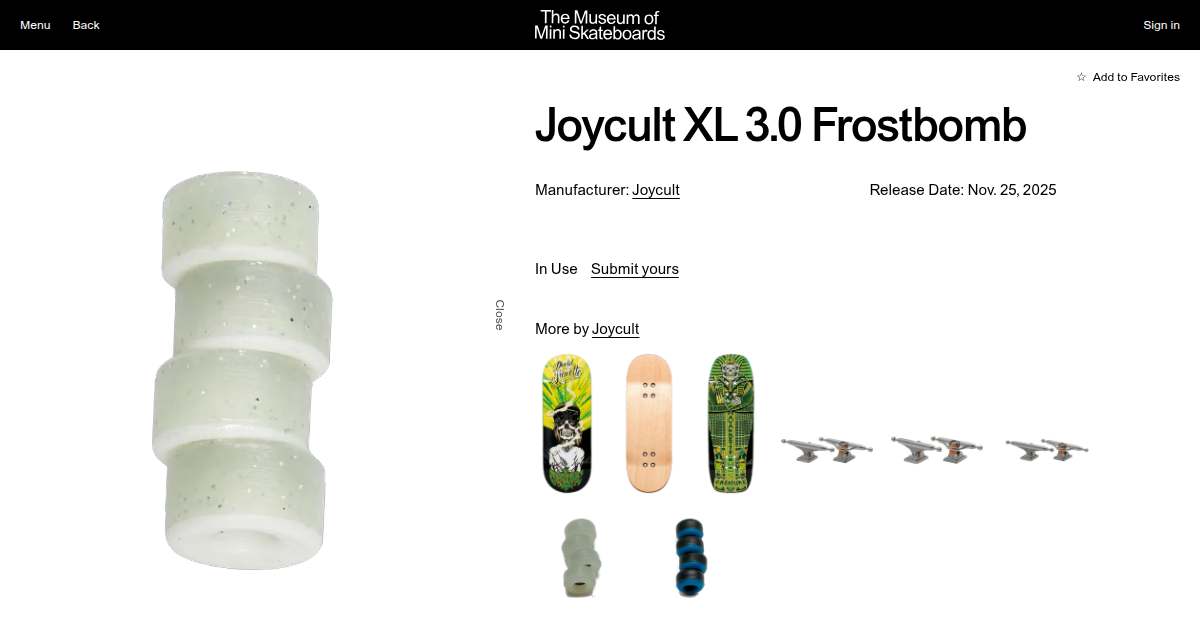 Menu
Back
The Museum of
Mini Skateboards
Sign in
☆ Add to Favorites
Joycult XL 3.0 Frostbomb
Manufacturer: Joycult
Release Date: Nov. 25, 2025
In Use
Submit yours
Close
More by Joycult